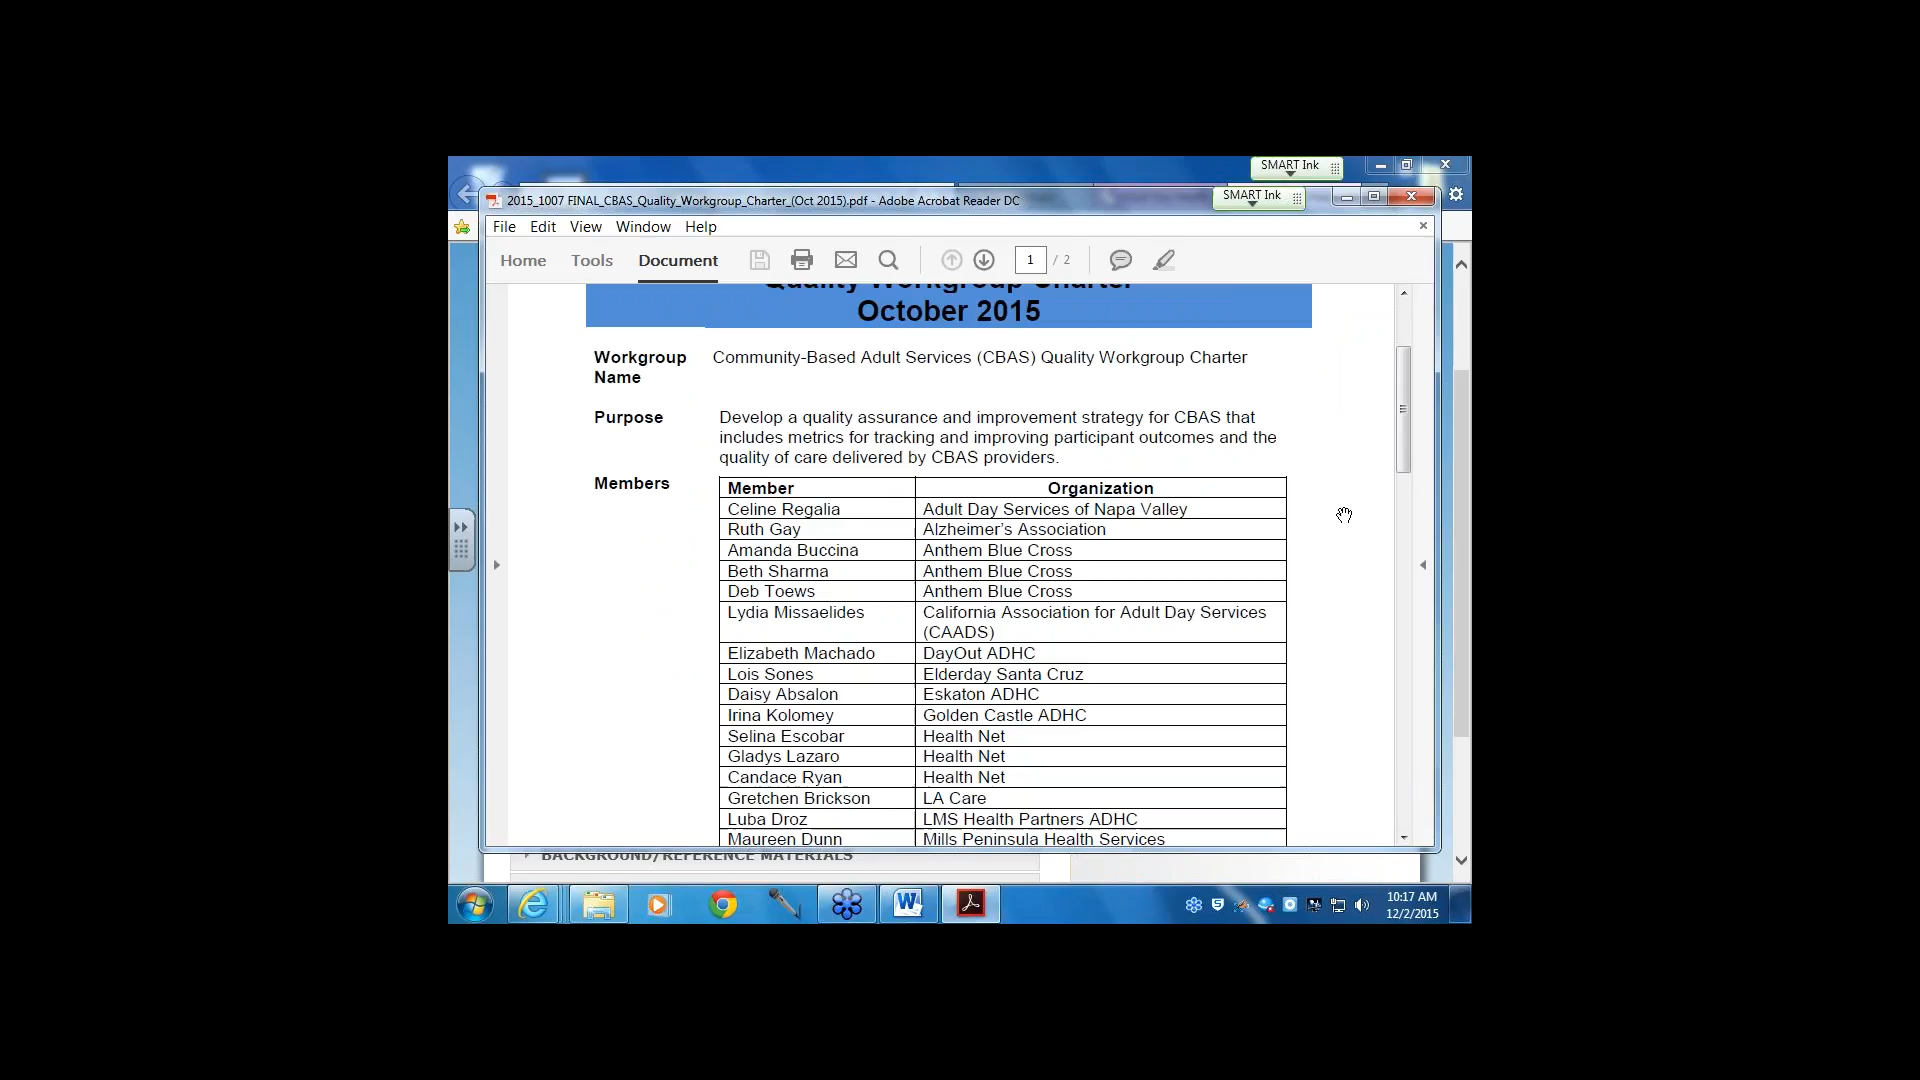 SMART Ink
2015_1007 FINAL_CBAS_Quality_Workgroup_Charter_(Oct 2015).pdf - Adobe Acrobat Reader DC
SMART Ink
File Edit View Window Help
Home Tools Document 1 / 2
Quality Workgroup Charter
October 2015
Workgroup Name
Community-Based Adult Services (CBAS) Quality Workgroup Charter
Purpose
Develop a quality assurance and improvement strategy for CBAS that
includes metrics for tracking and improving participant outcomes and the
quality of care delivered by CBAS providers.
Members
Member Organization
Celine Regalia Adult Day Services of Napa Valley
Ruth Gay Alzheimer’s Association
Amanda Buccina Anthem Blue Cross
Beth Sharma Anthem Blue Cross
Deb Toews Anthem Blue Cross
Lydia Missaelides California Association for Adult Day Services
(CAADS)
Elizabeth Machado DayOut ADHC
Lois Sones Elderday Santa Cruz
Daisy Absalon Eskaton ADHC
Irina Kolomey Golden Castle ADHC
Selina Escobar Health Net
Gladys Lazaro Health Net
Candace Ryan Health Net
Gretchen Brickson LA Care
Luba Droz LMS Health Partners ADHC
Maureen Dunn Mills Peninsula Health Services
BACKGROUND/REFERENCE MATERIALS
10:17 AM
12/2/2015